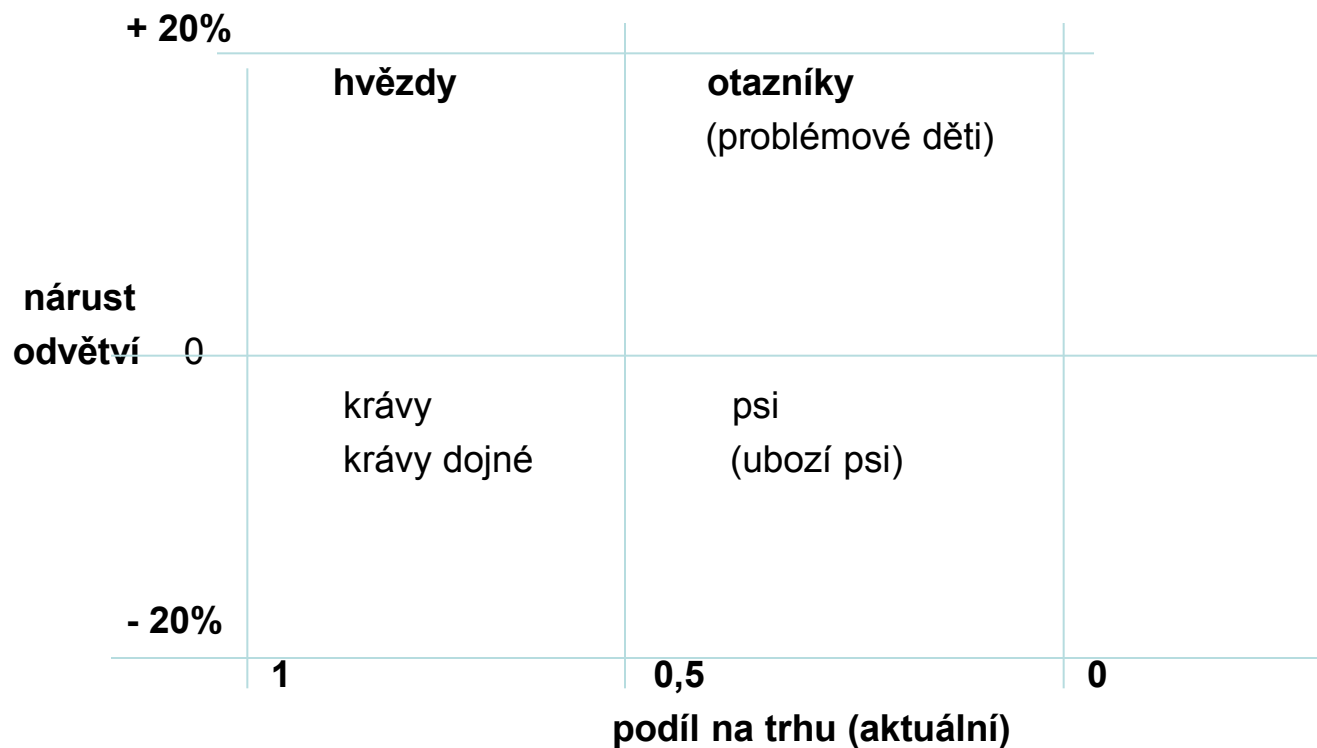 + 20%
hvězdy
otazníky
(problémové děti)
nárust
odvětví 0
krávy
psi
krávy dojné
(ubozí psi)
- 20%
1
0,5
0
podíl na trhu (aktuální)